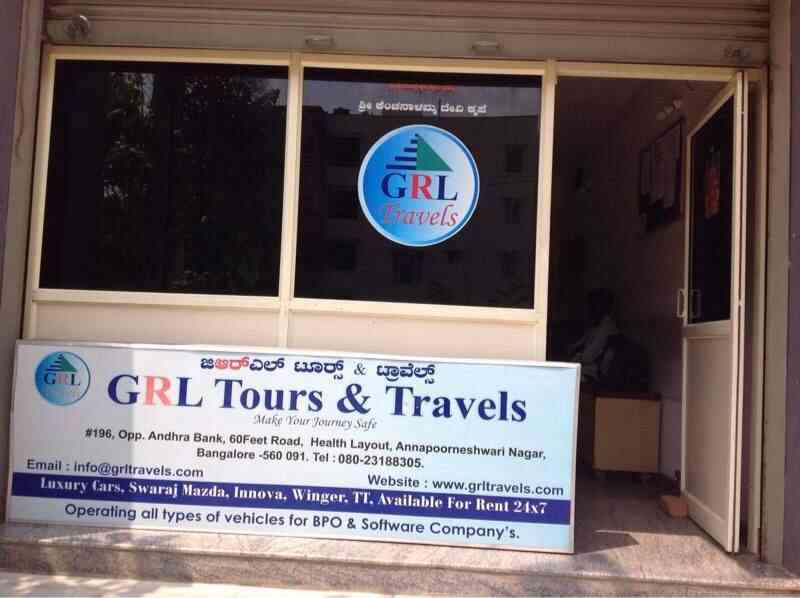 ಶ್ರೀ ಕೆಂಚನಾಳಮ್ಮ ದೇವಿ ಕೃಪೆ
GRL
Travels
GRL
ಜಿಆರ್‌ಎಲ್ ಟೂರ್ಸ್ & ಟ್ರಾವೆಲ್ಸ್
GRL Tours & Travels
Make Your Journey Safe
#196, Opp. Andhra Bank, 60Feet Road, Health Layout, Annapoorneshwari Nagar,
Bangalore -560 091. Tel : 080-23188305.
Email : info@grltravels.com
Website : www.grltravels.com
Luxury Cars, Swaraj Mazda, Innova, Winger, TT, Available For Rent 24x7
Operating all types of vehicles for BPO & Software Company's.